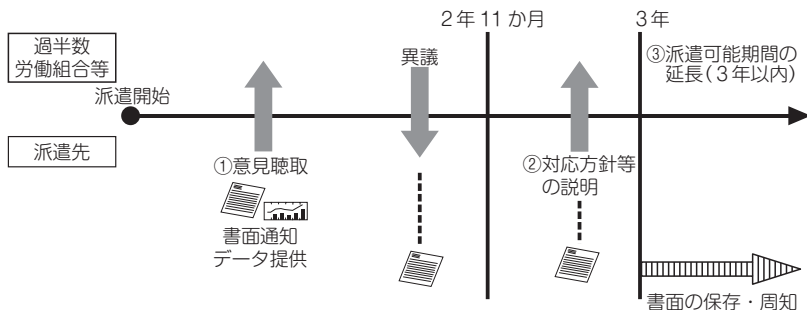 2年11か月
3年
過半数
労働組合等
異議
③派遣可能期間の
延長(3年以内)
派遣開始
派遣先
①意見聴取
②対応方針等
の説明
書面通知
データ提供
書面の保存・周知